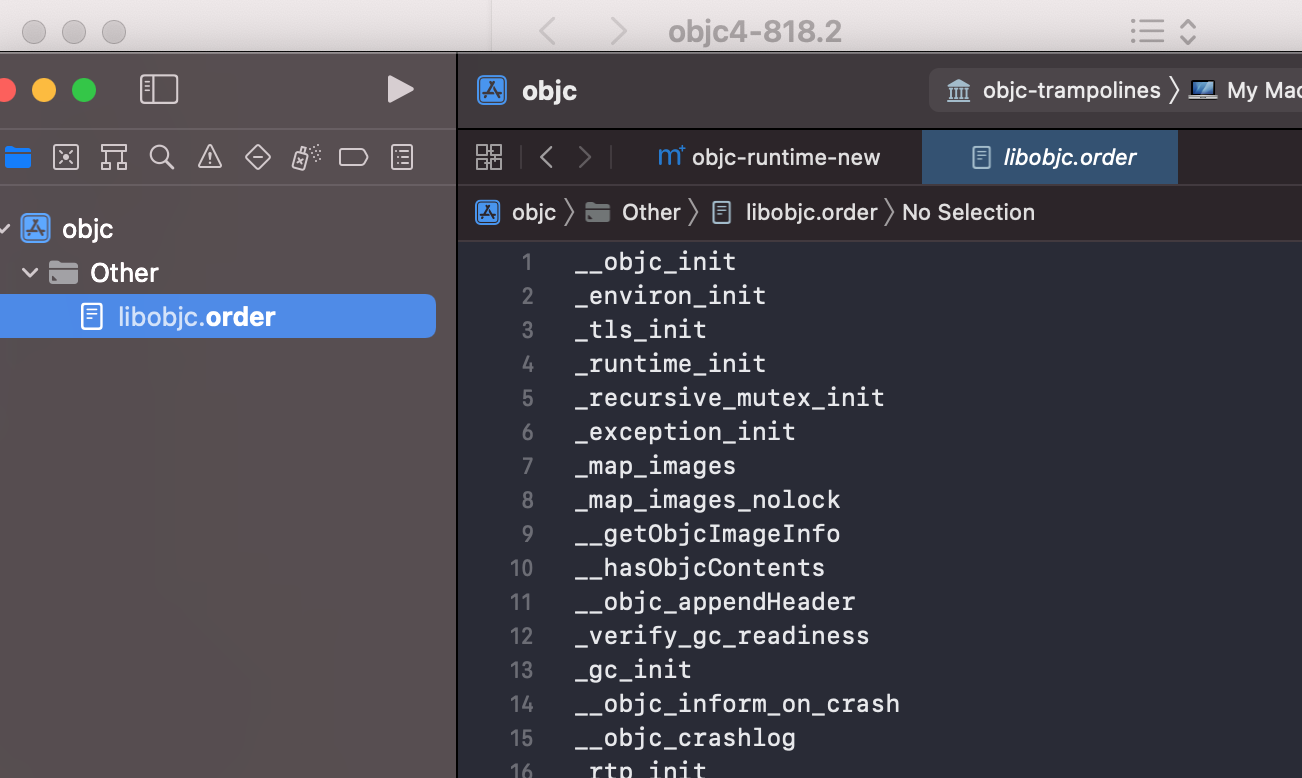 objc4-818.2
objc
objc-trampolines
My Mac
objc-runtime-new
libobjc.order
objc
Other
libobjc.order
No Selection
objc
Other
libobjc.order
1 __objc_init
2 _environ_init
3 _tls_init
4 _runtime_init
5 _recursive_mutex_init
6 _exception_init
7 _map_images
8 _map_images_nolock
9 __getObjcImageInfo
10 __hasObjcContents
11 __objc_appendHeader
12 _verify_gc_readiness
13 _gc_init
14 __objc_inform_on_crash
15 __objc_crashlog
16 _rtp_init